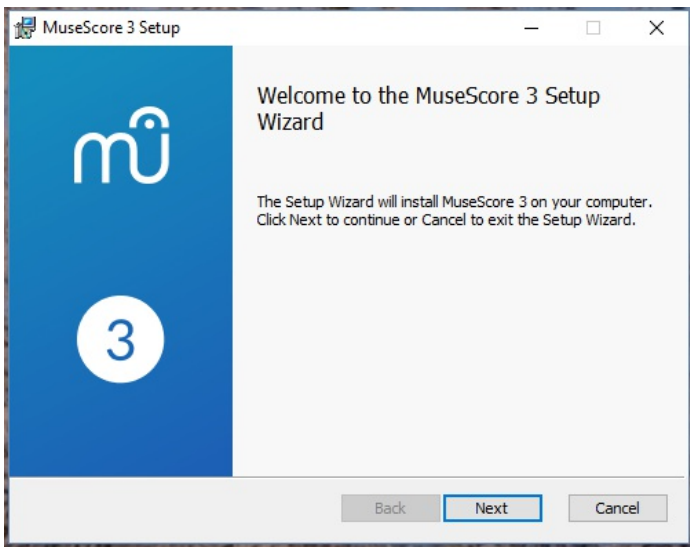 MuseScore 3 Setup
Welcome to the MuseScore 3 Setup
Wizard
The Setup Wizard will install MuseScore 3 on your computer.
Click Next to continue or Cancel to exit the Setup Wizard.
mu
3
Back
Next
Cancel